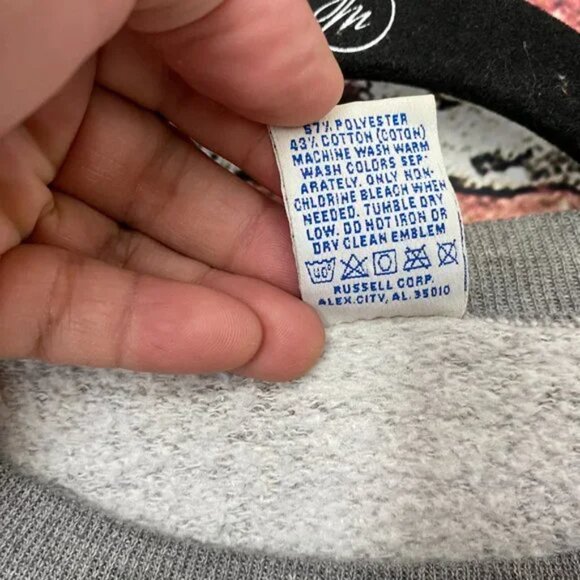 57% POLYESTER
43% COTTON (COTON)
MACHINE WASH WARM
WASH COLORS SEP-
ARATELY. ONLY NON-
CHLORINE BLEACH WHEN
NEEDED. TUMBLE DRY
LOW. DO NOT IRON OR
DRY CLEAN EMBLEM
40°
RUSSELL CORP.
ALEX.CITY, AL. 35010